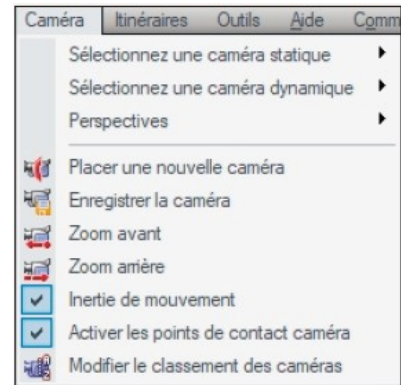 Caméra Itinéraires Outils Aide Comm
Sélectionnez une caméra statique
Sélectionnez une caméra dynamique
Perspectives
Placer une nouvelle caméra
Enregistrer la caméra
Zoom avant
Zoom arrière
Inertie de mouvement
Activer les points de contact caméra
Modifier le classement des caméras